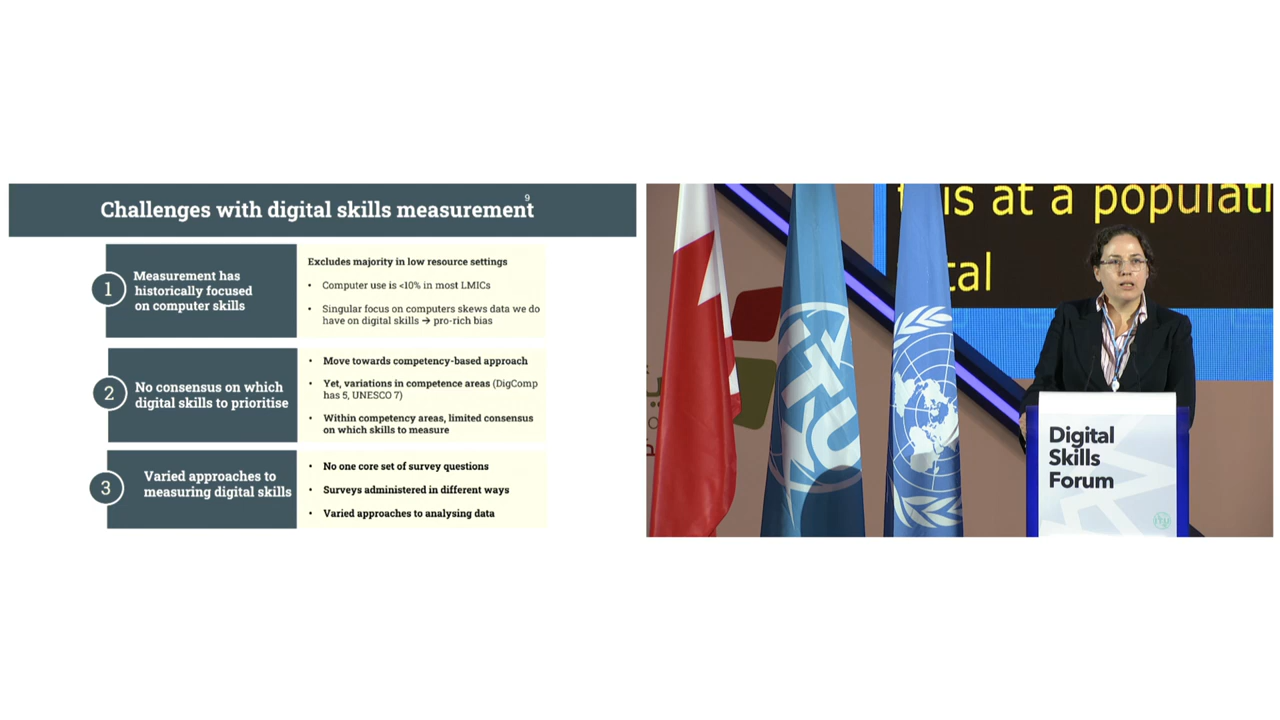 Challenges with digital skills measurement
9
1
Measurement has
historically focused
on computer skills
Excludes majority in low resource settings
• Computer use is <10% in most LMICs
• Singular focus on computers skews data we do
have on digital skills → pro-rich bias
2
No consensus on which
digital skills to prioritise
• Move towards competency-based approach
• Yet, variations in competence areas (DigComp
has 5, UNESCO 7)
• Within competency areas, limited consensus
on which skills to measure
3
Varied approaches to
measuring digital skills
• No one core set of survey questions
• Surveys administered in different ways
• Varied approaches to analysing data
is at a populati
tal
ITU
Digital
Skills
Forum